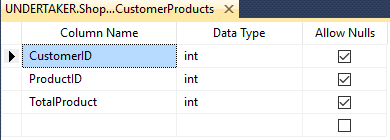 UNDERTAKER.Shop...CustomerProducts
Column Name Data Type Allow Nulls
CustomerID int
ProductID int
TotalProduct int